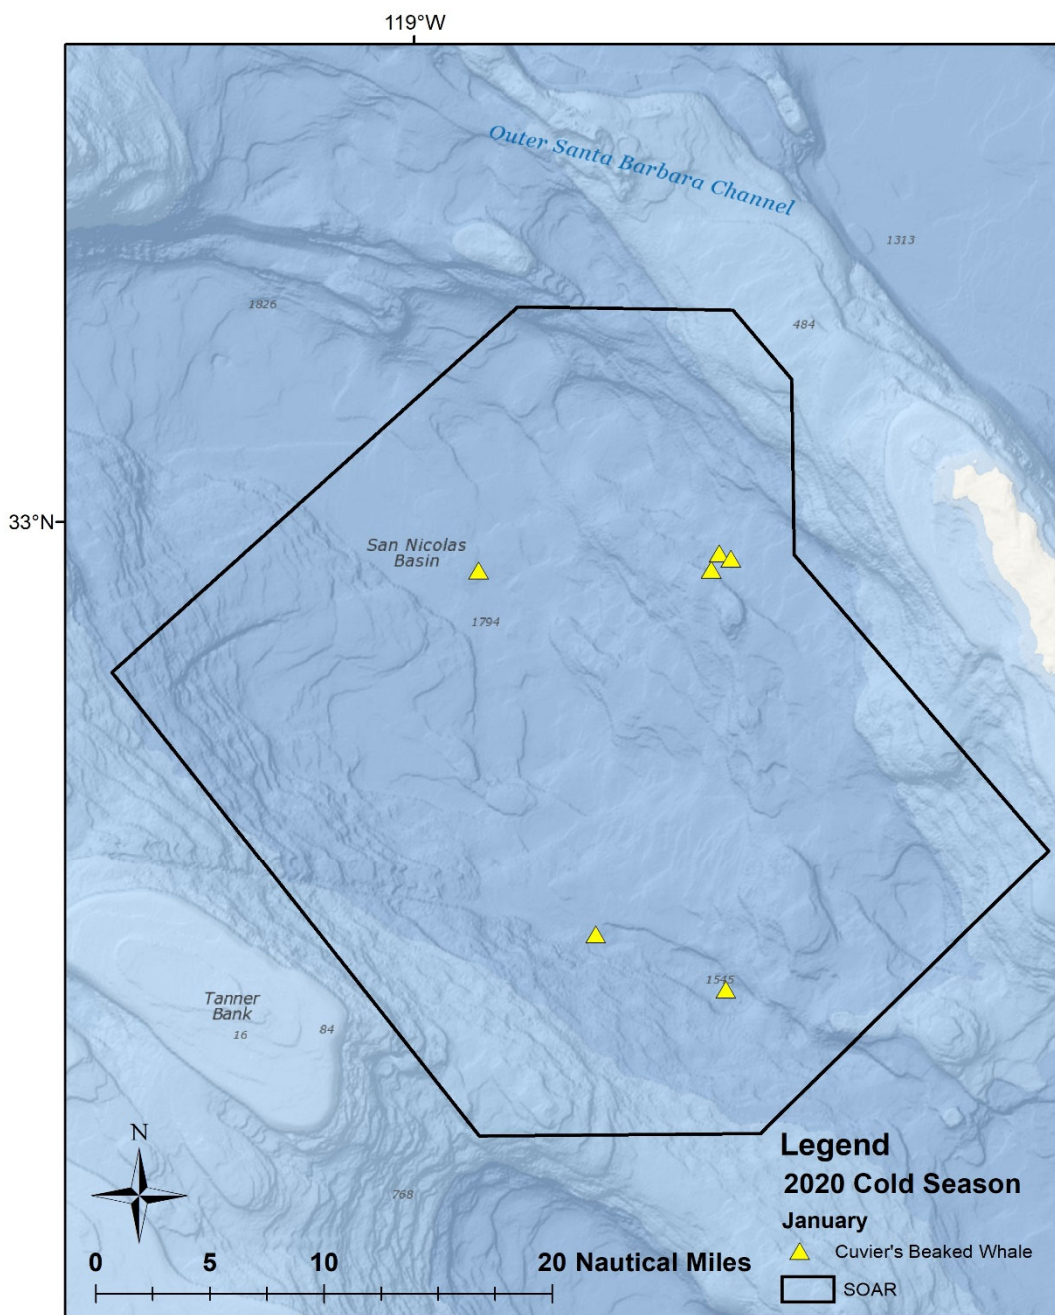 119°W
Outer Santa Barbara Channel
1313
1826
484
33°N
San Nicolas
Basin
1794
1545
Tanner
Bank
16
84
N
768
0 5 10 20 Nautical Miles
Legend
2020 Cold Season
January
Cuvier's Beaked Whale
SOAR